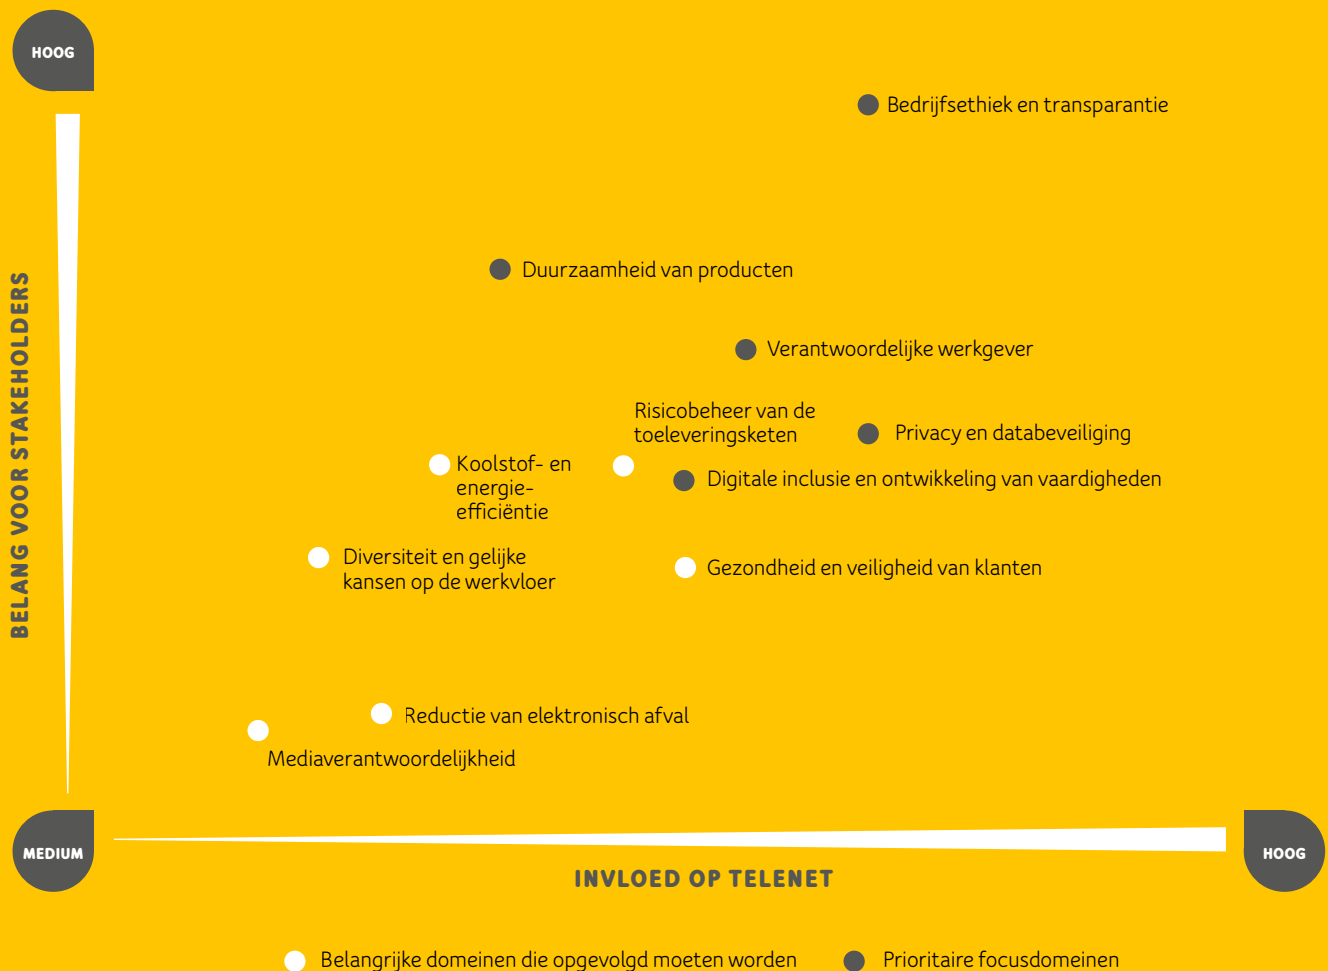 HOOG
Bedrijfsethiek en transparantie
Duurzaamheid van producten
Verantwoordelijke werkgever
Risicobeheer van de
toeleveringsketen
Privacy en databeveiliging
Koolstof- en
energie-
efficiëntie
Digitale inclusie en ontwikkeling van vaardigheden
Diversiteit en gelijke
kansen op de werkvloer
Gezondheid en veiligheid van klanten
Reductie van elektronisch afval
Mediaverantwoordelijkheid
BELANG VOOR STAKEHOLDERS
MEDIUM
HOOG
INVLOED OP TELENET
Belangrijke domeinen die opgevolgd moeten worden
Prioritaire focusdomeinen